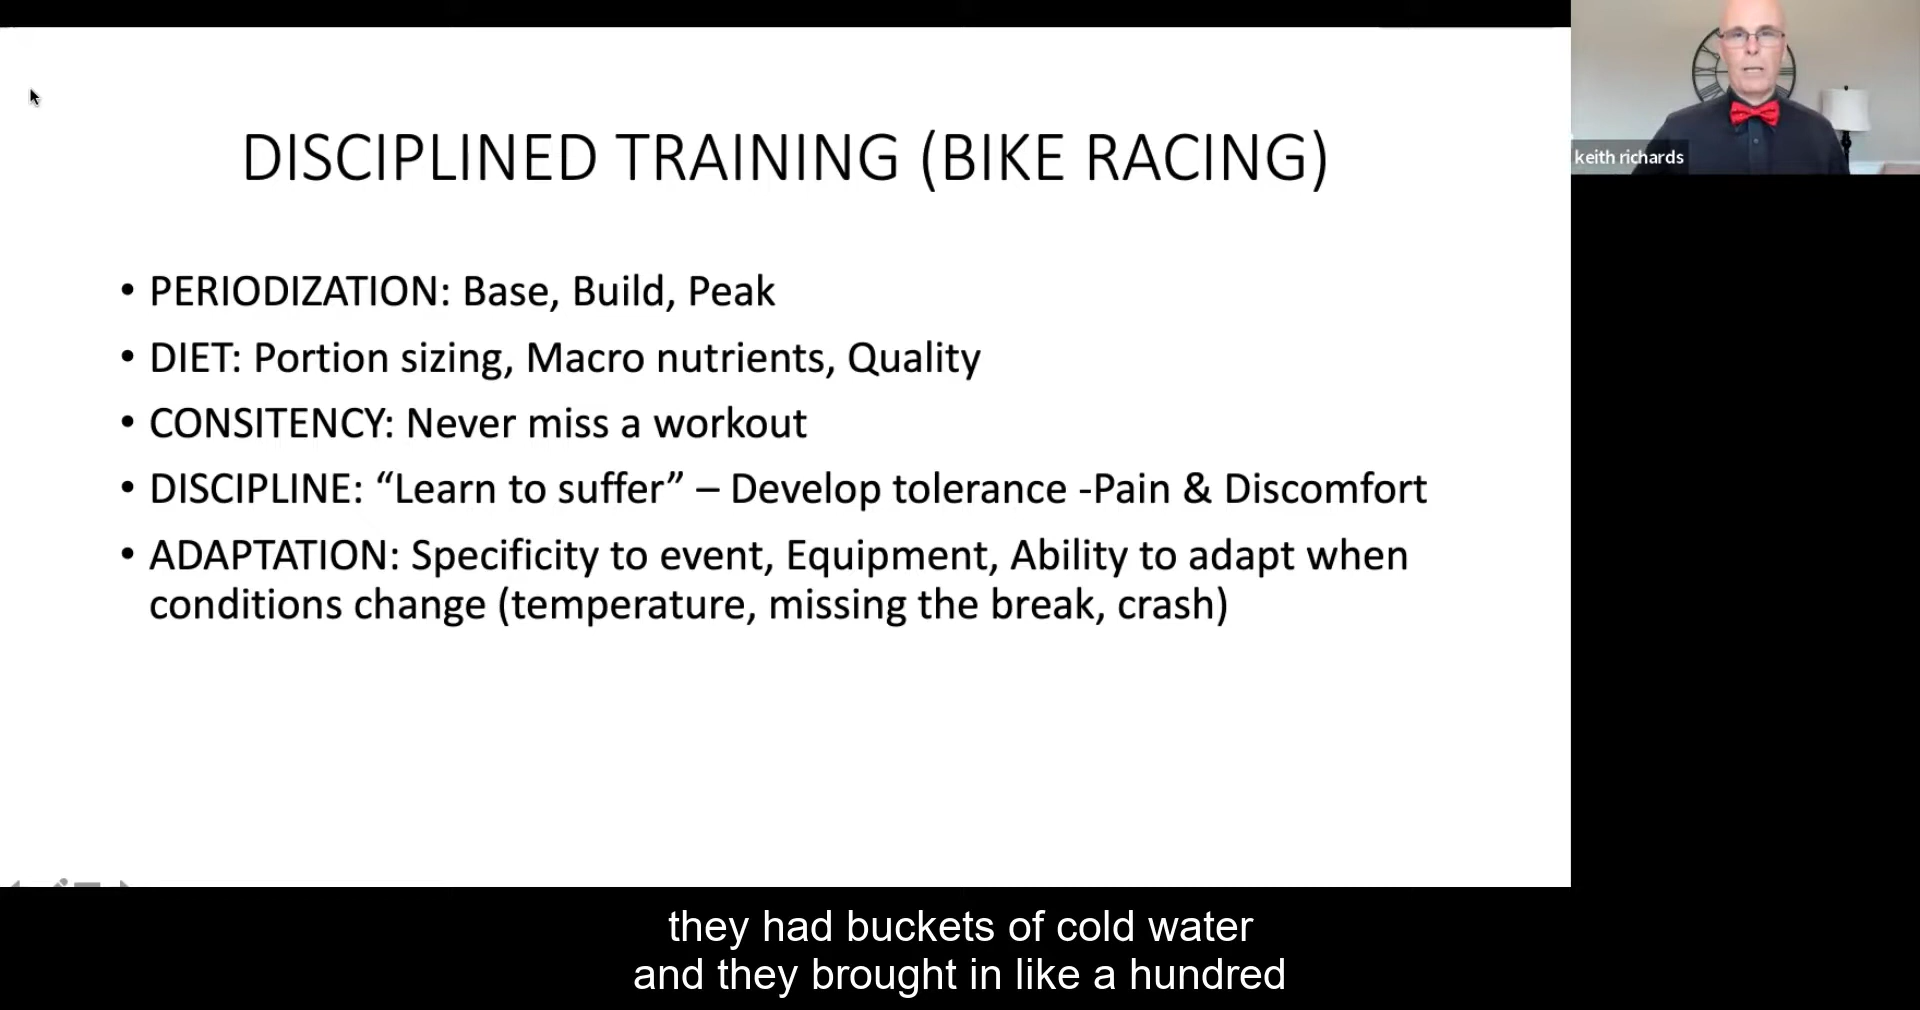 DISCIPLINED TRAINING (BIKE RACING)
• PERIODIZATION: Base, Build, Peak
• DIET: Portion sizing, Macro nutrients, Quality
• CONSITENCY: Never miss a workout
• DISCIPLINE: “Learn to suffer” – Develop tolerance -Pain & Discomfort
• ADAPTATION: Specificity to event, Equipment, Ability to adapt when
conditions change (temperature, missing the break, crash)
keith richards
they had buckets of cold water
and they brought in like a hundred